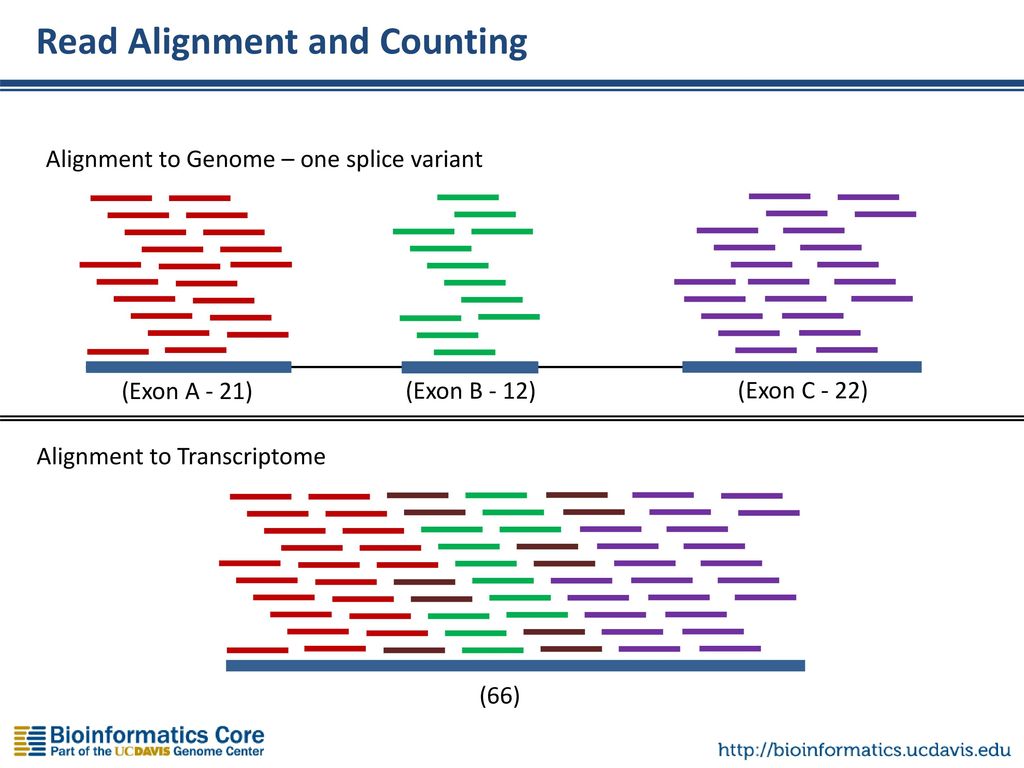 Read Alignment and Counting
Alignment to Genome – one splice variant
(Exon A - 21)
(Exon B - 12)
(Exon C - 22)
Alignment to Transcriptome
(66)
Bioinformatics Core
Part of the UCDAVIS Genome Center
http://bioinformatics.ucdavis.edu